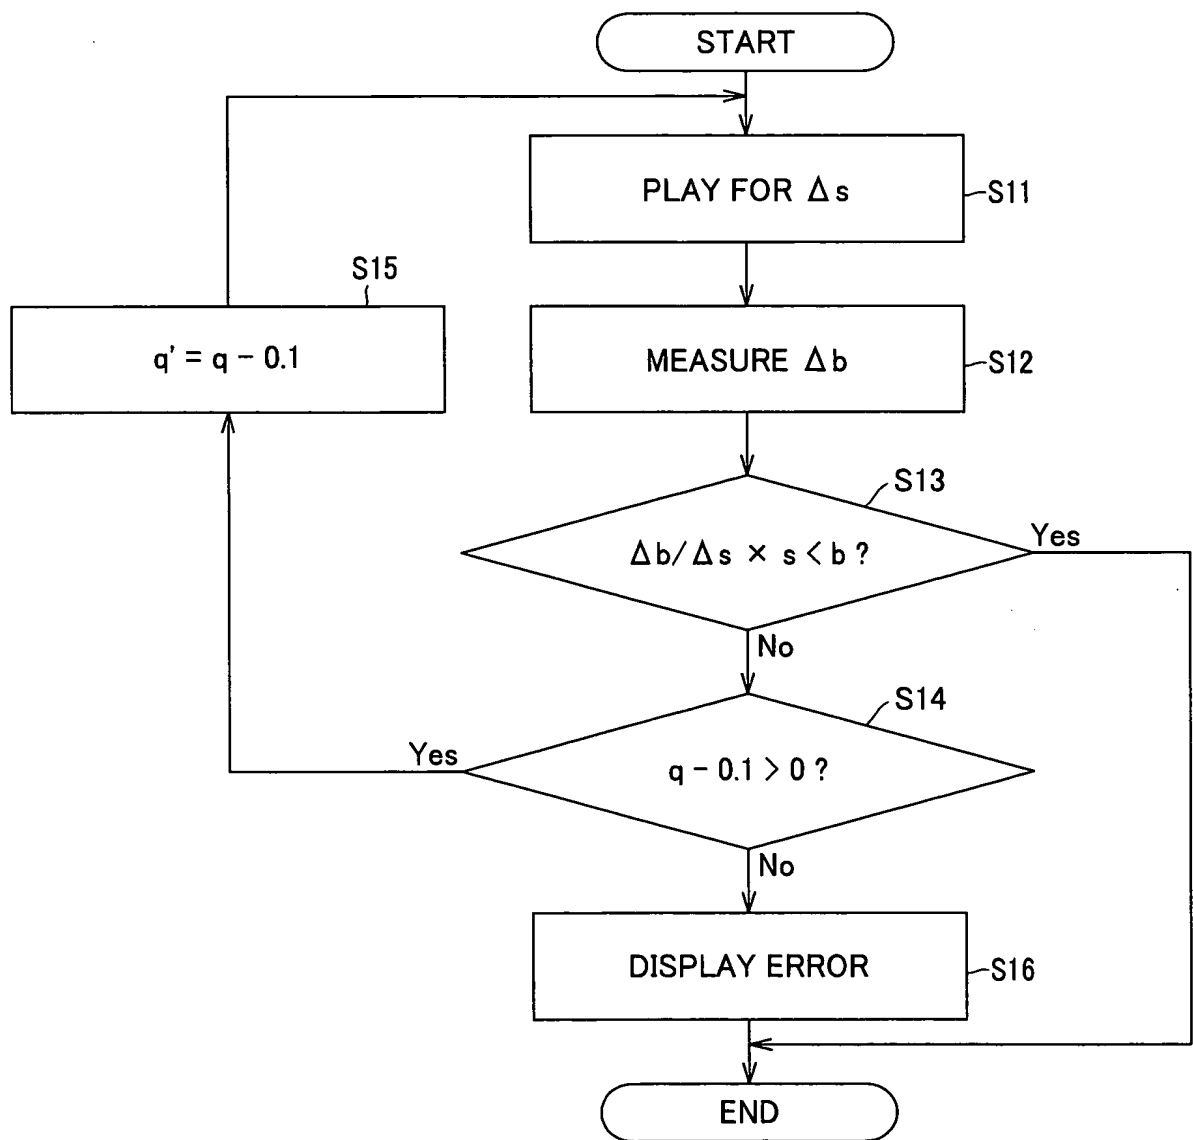 START
PLAY FOR Δs
S11
S15
q' = q - 0.1
MEASURE Δb
S12
S13
Δb/Δs × s < b ?
Yes
No
S14
q - 0.1 > 0 ?
Yes
No
DISPLAY ERROR
S16
END